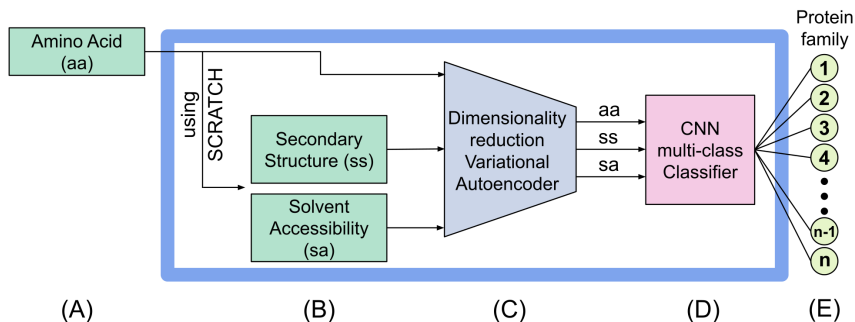 Amino Acid
(aa)
using
SCRATCH
Secondary
Structure (ss)
Solvent
Accessibility
(sa)
Dimensionality
reduction
Variational
Autoencoder
aa
ss
sa
CNN
multi-class
Classifier
Protein
family
1
2
3
4
n-1
n
(A)
(B)
(C)
(D)
(E)